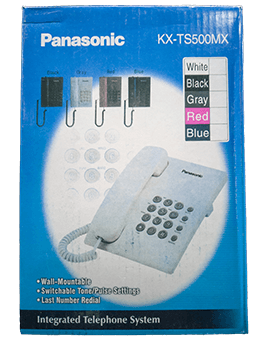 Panasonic
KX-TS500MX
Blue
White
Black
Gray
Red
Blue
Panasonic
• Wall-Mountable
• Switchable Tone/Pulse Settings
• Last Number Redial
Integrated Telephone System